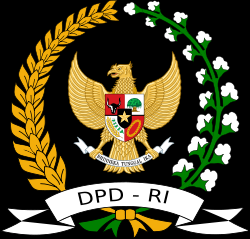 BHINNEKA TUNGGAL IKA
DPD - RI